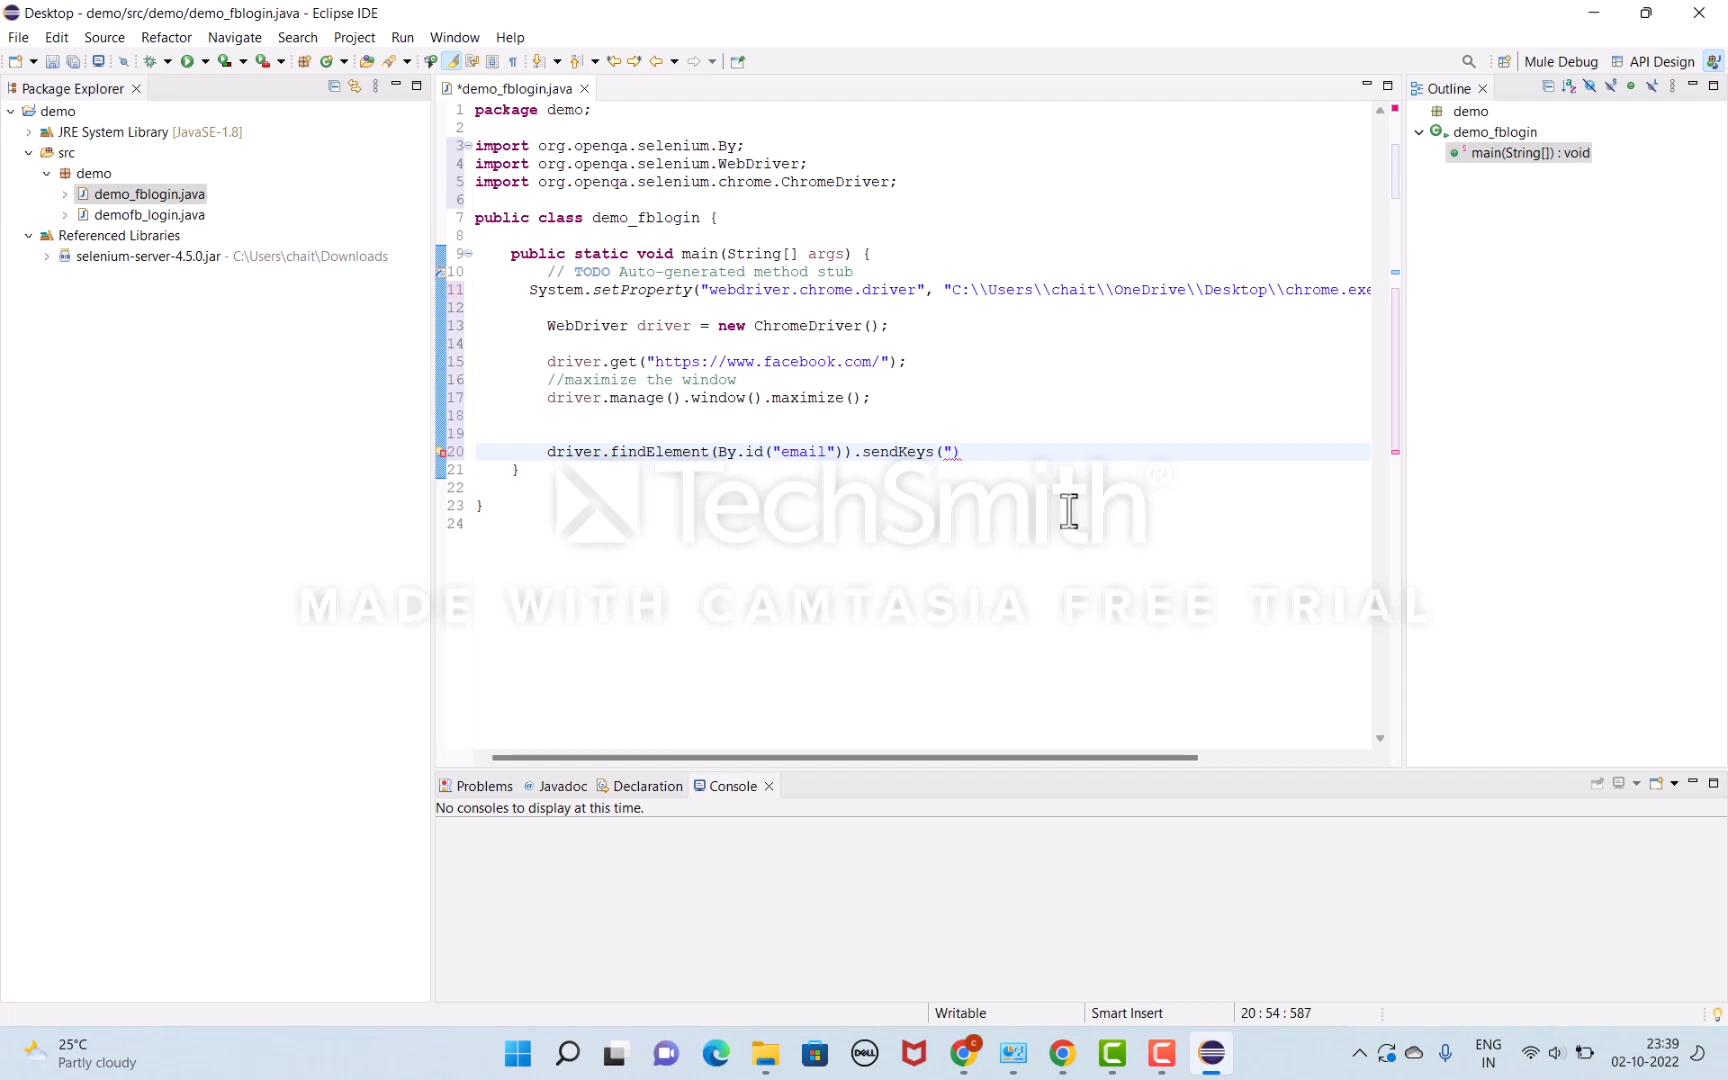 Desktop - demo/src/demo/demo_fblogin.java - Eclipse IDE
File Edit Source Refactor Navigate Search Project Run Window Help
Mule Debug API Design
Package Explorer
demo
JRE System Library [JavaSE-1.8]
src
demo
demo_fblogin.java
demofb_login.java
Referenced Libraries
selenium-server-4.5.0.jar - C:\Users\chait\Downloads
*demo_fblogin.java
1 package demo;
2
3 import org.openqa.selenium.By;
4 import org.openqa.selenium.WebDriver;
5 import org.openqa.selenium.chrome.ChromeDriver;
6
7 public class demo_fblogin {
8
9 public static void main(String[] args) {
10 // TODO Auto-generated method stub
11 System.setProperty("webdriver.chrome.driver", "C:\\Users\\chait\\OneDrive\\Desktop\\chrome.exe
12
13 WebDriver driver = new ChromeDriver();
14
15 driver.get("https://www.facebook.com/");
16 //maximize the window
17 driver.manage().window().maximize();
18
19
20 driver.findElement(By.id("email")).sendKeys(")
21 }
22
23 }
24
TechSmith®
MADE WITH CAMTASIA FREE TRIAL
Outline
demo
demo_fblogin
main(String[]) : void
Problems Javadoc Declaration Console
No consoles to display at this time.
Writable Smart Insert 20 : 54 : 587
25°C
Partly cloudy
DELL
C
ENG
IN
23:39
02-10-2022